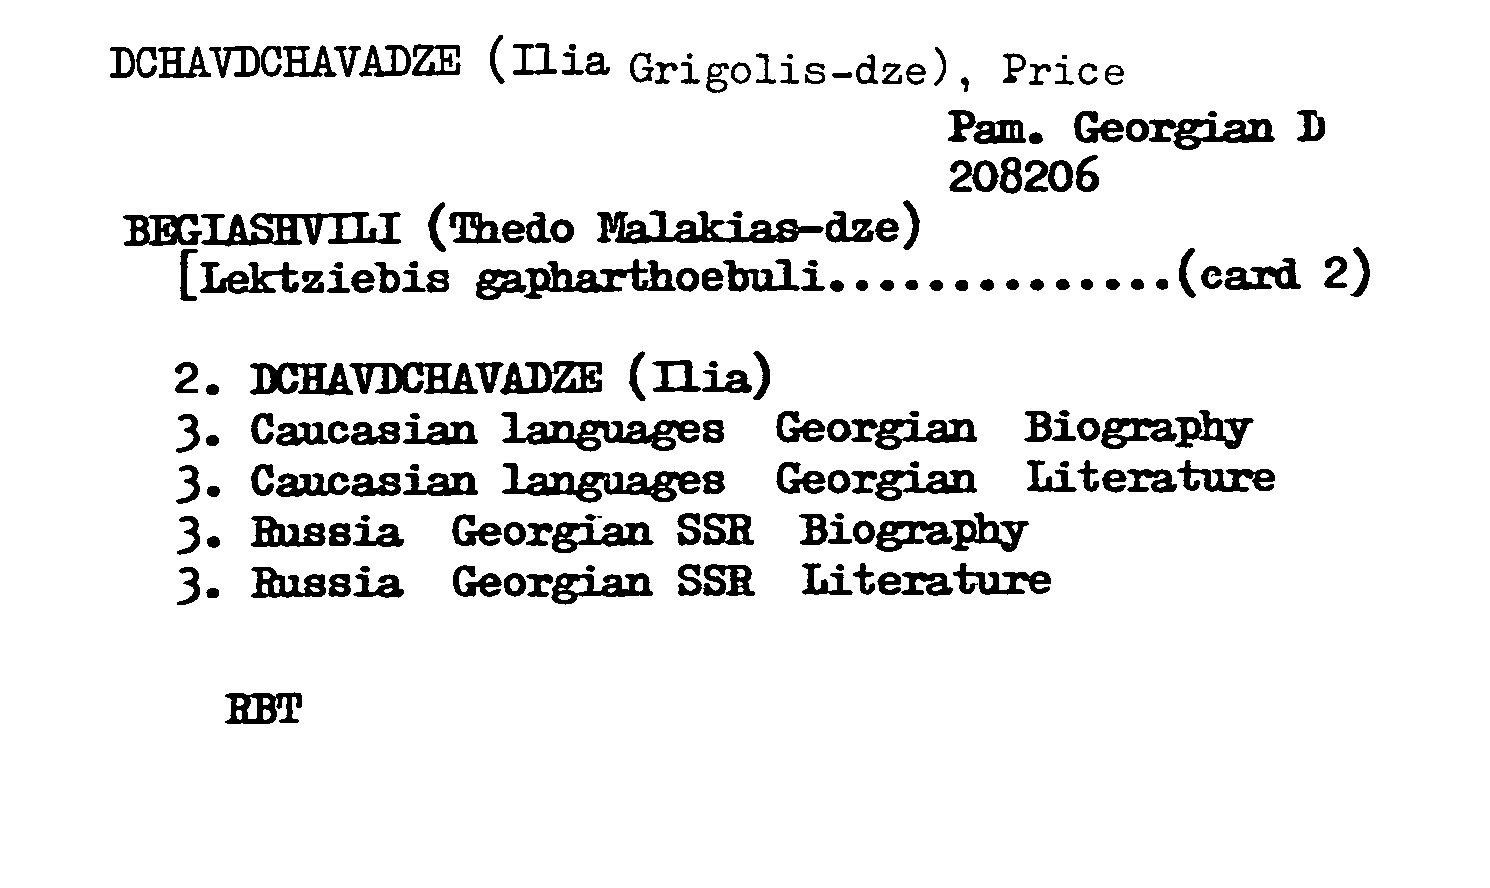 DCHAVDCHAVADZE (Ilia Grigolis-dze), Price
Pam. Georgian D
208206
BEGIASHVILI (Thedo Malakias-dze)
[Lektziebis gapharthoebuli..............(card 2)
2. DCHAVDCHAVADZE (Ilia)
3. Caucasian languages Georgian Biography
3. Caucasian languages Georgian Literature
3. Russia Georgian SSR Biography
3. Russia Georgian SSR Literature
RBT